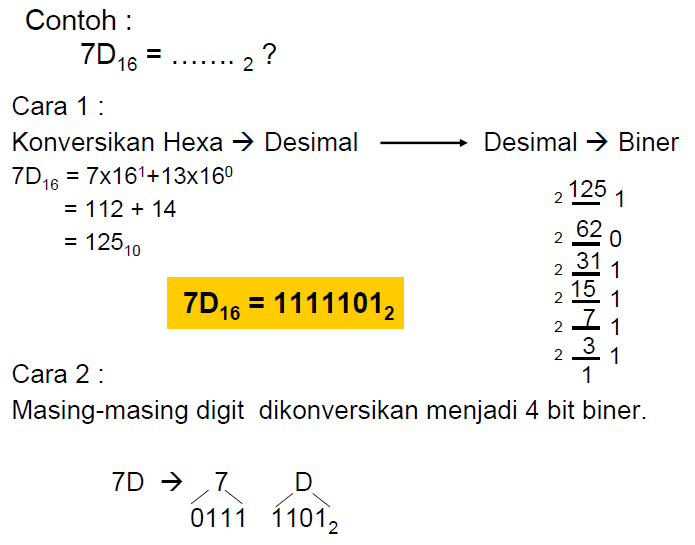 Contoh :
7D16 = ....... 2 ?
Cara 1 :
Konversikan Hexa → Desimal → Desimal → Biner
7D16 = 7x16¹+13x16⁰
= 112 + 14
= 12510
2 125 1
2 62 0
2 31 1
2 15 1
2 7 1
2 3 1
1
7D16 = 11111012
Cara 2 :
Masing-masing digit dikonversikan menjadi 4 bit biner.
7D → 7 D
0111 11012